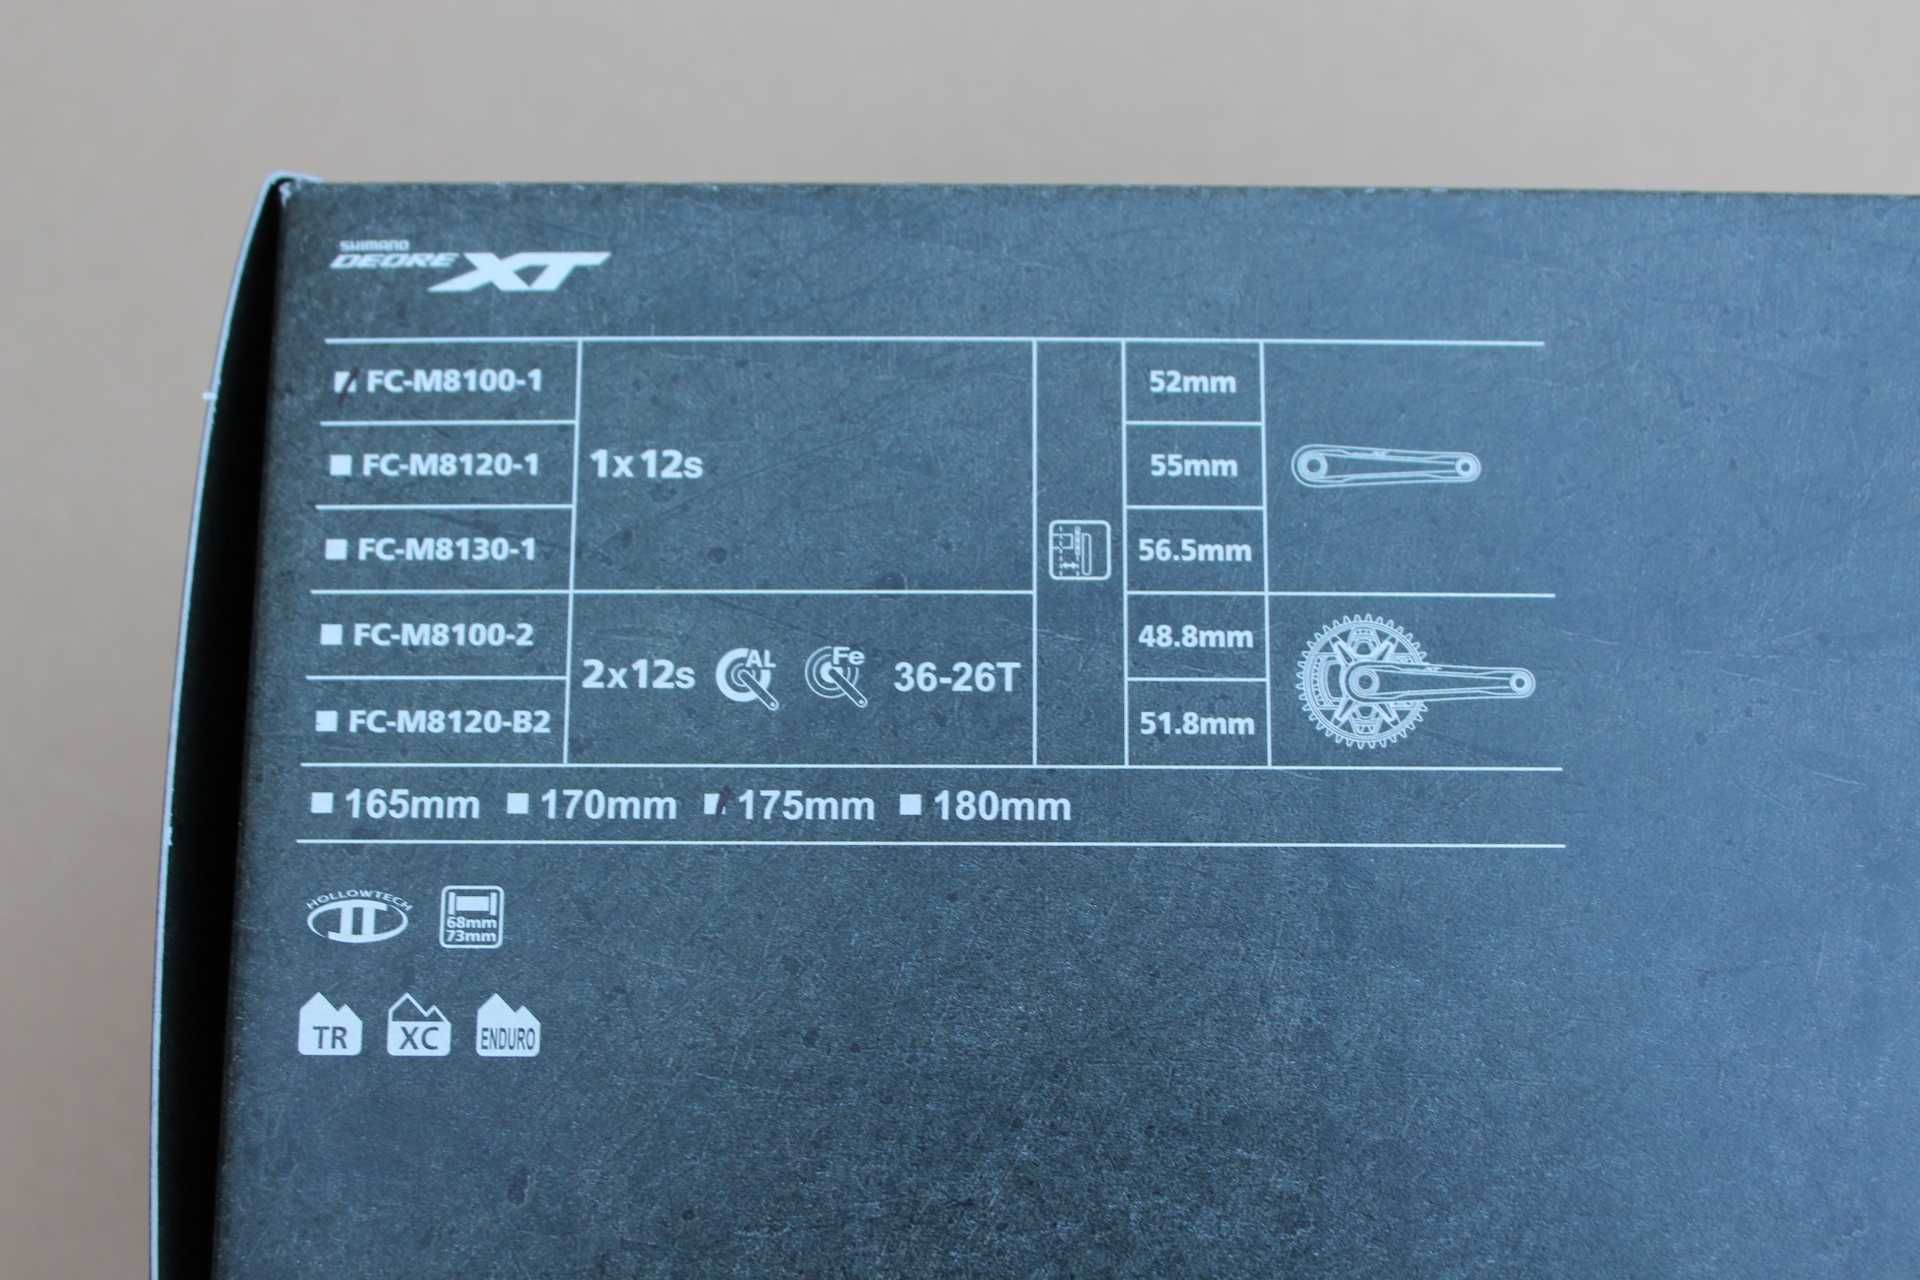 SHIMANO
DEORE XT
FC-M8100-1
52mm
FC-M8120-1
1x12s
55mm
FC-M8130-1
56.5mm
FC-M8100-2
48.8mm
2x12s AL Fe 36-26T
FC-M8120-B2
51.8mm
165mm 170mm 175mm 180mm
HOLLOWTECH II
68mm
73mm
TR XC ENDURO